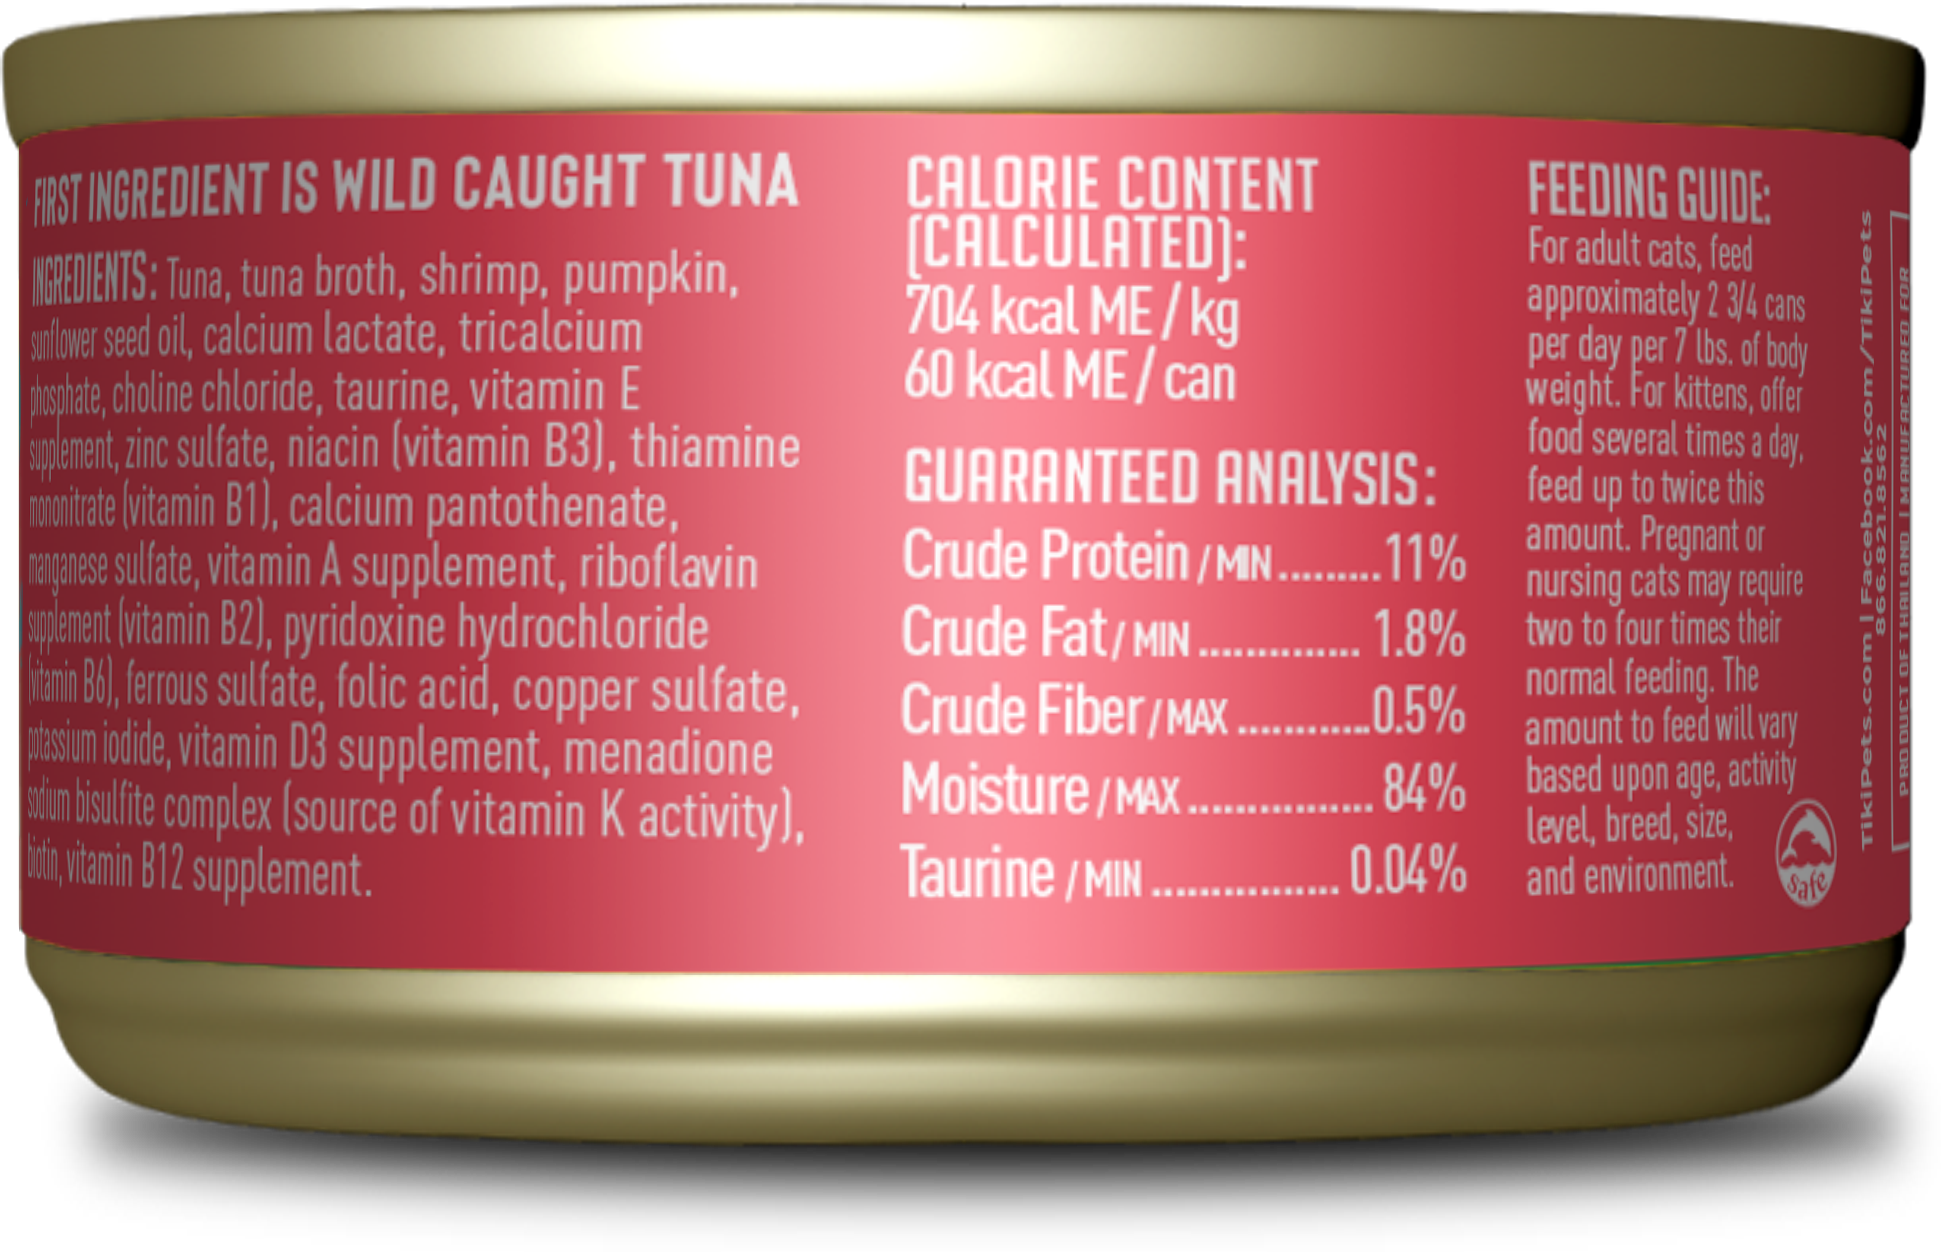 FIRST INGREDIENT IS WILD CAUGHT TUNA
INGREDIENTS: Tuna, tuna broth, shrimp, pumpkin,
sunflower seed oil, calcium lactate, tricalcium
phosphate, choline chloride, taurine, vitamin E
supplement, zinc sulfate, niacin (vitamin B3), thiamine
mononitrate (vitamin B1), calcium pantothenate,
manganese sulfate, vitamin A supplement, riboflavin
supplement (vitamin B2), pyridoxine hydrochloride
(vitamin B6), ferrous sulfate, folic acid, copper sulfate,
potassium iodide, vitamin D3 supplement, menadione
sodium bisulfite complex (source of vitamin K activity),
biotin, vitamin B12 supplement.
CALORIE CONTENT
(CALCULATED):
704 kcal ME / kg
60 kcal ME / can
GUARANTEED ANALYSIS:
Crude Protein / MIN.........11%
Crude Fat / MIN ............. 1.8%
Crude Fiber / MAX ...........0.5%
Moisture / MAX ............... 84%
Taurine / MIN ............... 0.04%
FEEDING GUIDE:
For adult cats, feed
approximately 2 3/4 cans
per day per 7 lbs. of body
weight. For kittens, offer
food several times a day,
feed up to twice this
amount. Pregnant or
nursing cats may require
two to four times their
normal feeding. The
amount to feed will vary
based upon age, activity
level, breed, size,
and environment.
safe
TikiPets.com | Facebook.com/TikiPets
866.821.8562
PRODUCT OF THAILAND | MANUFACTURED FOR